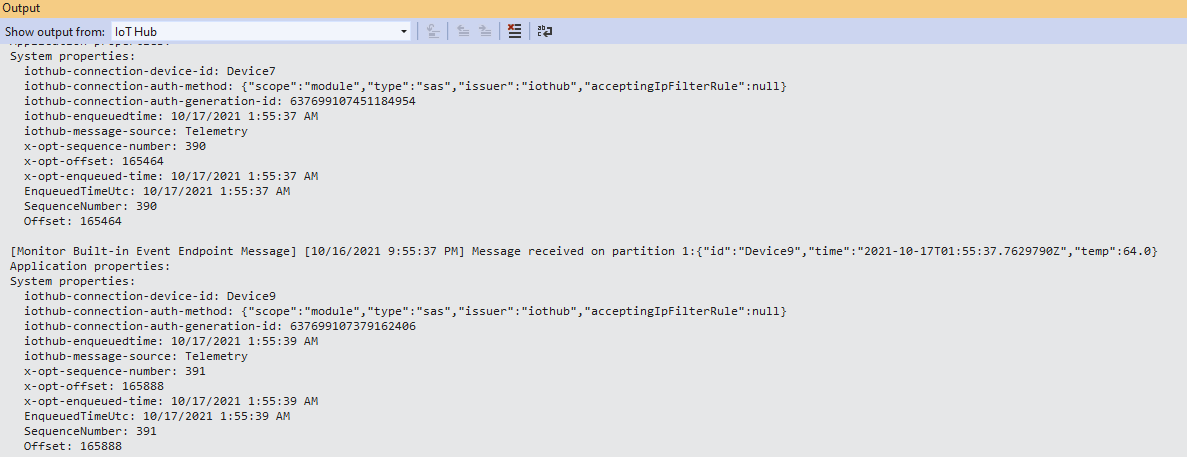 Output
Show output from: IoT Hub
Application properties:
System properties:
iothub-connection-device-id: Device7
iothub-connection-auth-method: {"scope":"module","type":"sas","issuer":"iothub","acceptingIpFilterRule":null}
iothub-connection-auth-generation-id: 637699107451184954
iothub-enqueuedtime: 10/17/2021 1:55:37 AM
iothub-message-source: Telemetry
x-opt-sequence-number: 390
x-opt-offset: 165464
x-opt-enqueued-time: 10/17/2021 1:55:37 AM
EnqueuedTimeUtc: 10/17/2021 1:55:37 AM
SequenceNumber: 390
Offset: 165464
[Monitor Built-in Event Endpoint Message] [10/16/2021 9:55:37 PM] Message received on partition 1:{"id":"Device9","time":"2021-10-17T01:55:37.7629790Z","temp":64.0}
Application properties:
System properties:
iothub-connection-device-id: Device9
iothub-connection-auth-method: {"scope":"module","type":"sas","issuer":"iothub","acceptingIpFilterRule":null}
iothub-connection-auth-generation-id: 637699107379162406
iothub-enqueuedtime: 10/17/2021 1:55:39 AM
iothub-message-source: Telemetry
x-opt-sequence-number: 391
x-opt-offset: 165888
x-opt-enqueued-time: 10/17/2021 1:55:39 AM
EnqueuedTimeUtc: 10/17/2021 1:55:39 AM
SequenceNumber: 391
Offset: 165888